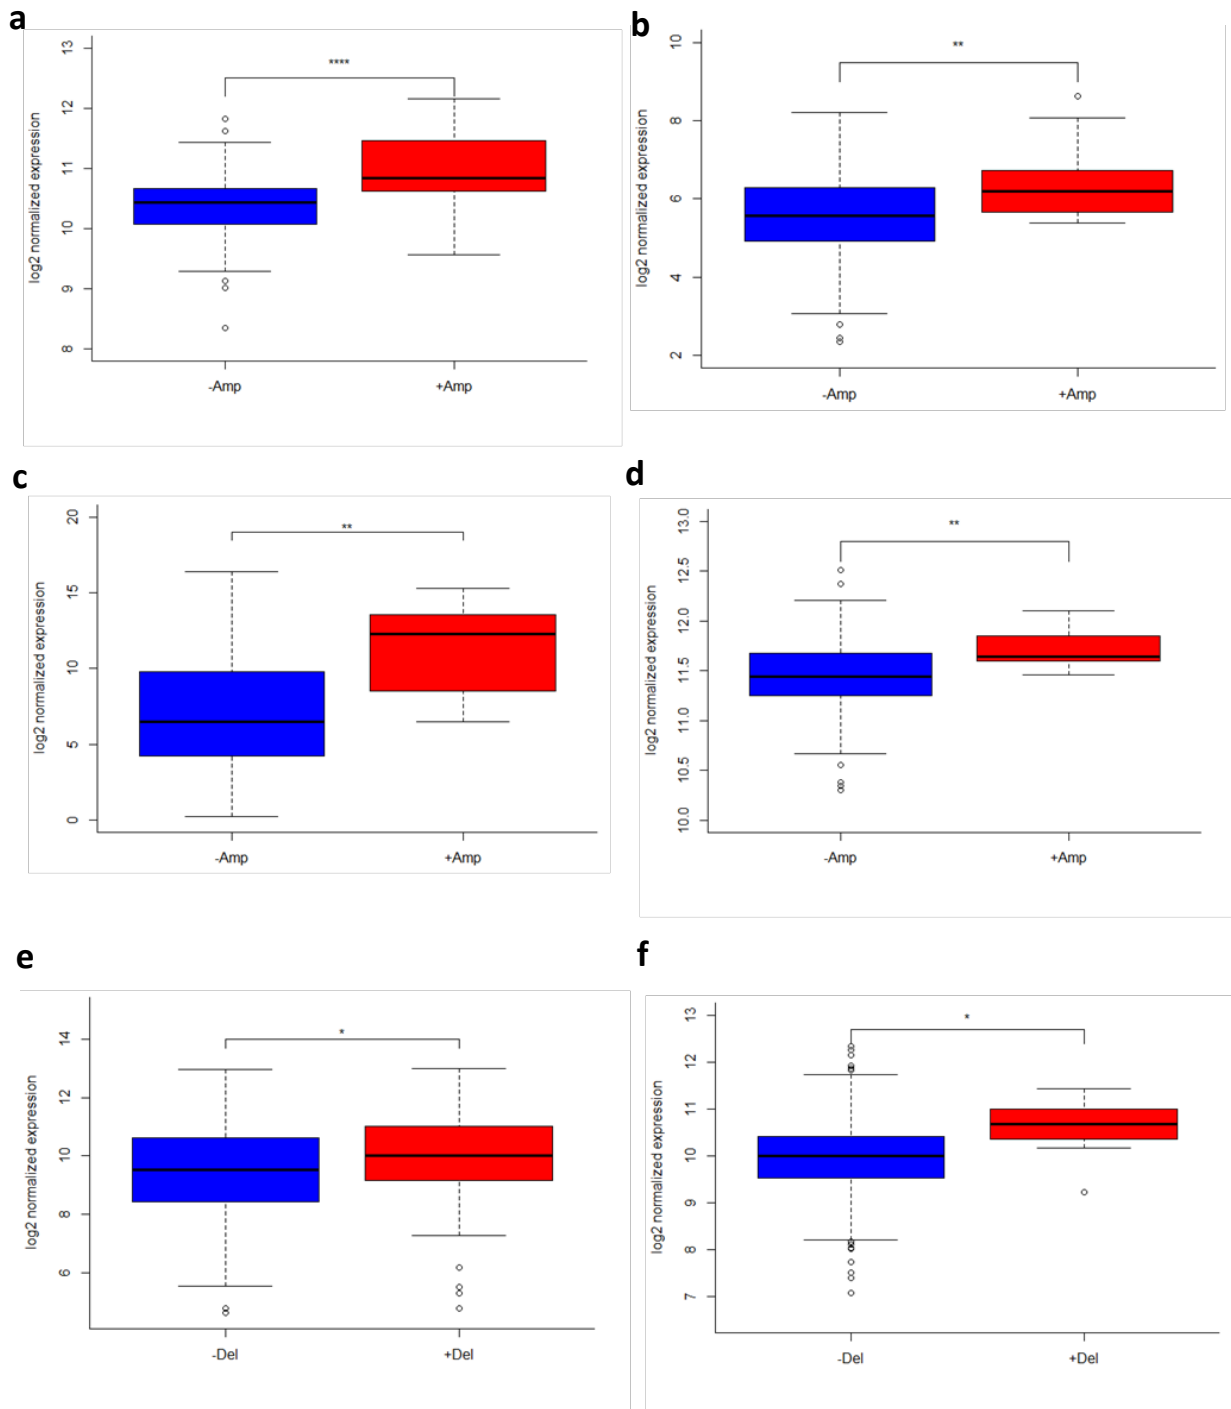 a
log2 normalized expression
13
12
11
10
9
8
****
-Amp
+Amp
b
log2 normalized expression
10
8
6
4
2
**
-Amp
+Amp
c
log2 normalized expression
20
15
10
5
0
**
-Amp
+Amp
d
log2 normalized expression
13.0
12.5
12.0
11.5
11.0
10.5
10.0
**
-Amp
+Amp
e
log2 normalized expression
14
12
10
8
6
*
-Del
+Del
f
log2 normalized expression
13
12
11
10
9
8
7
*
-Del
+Del